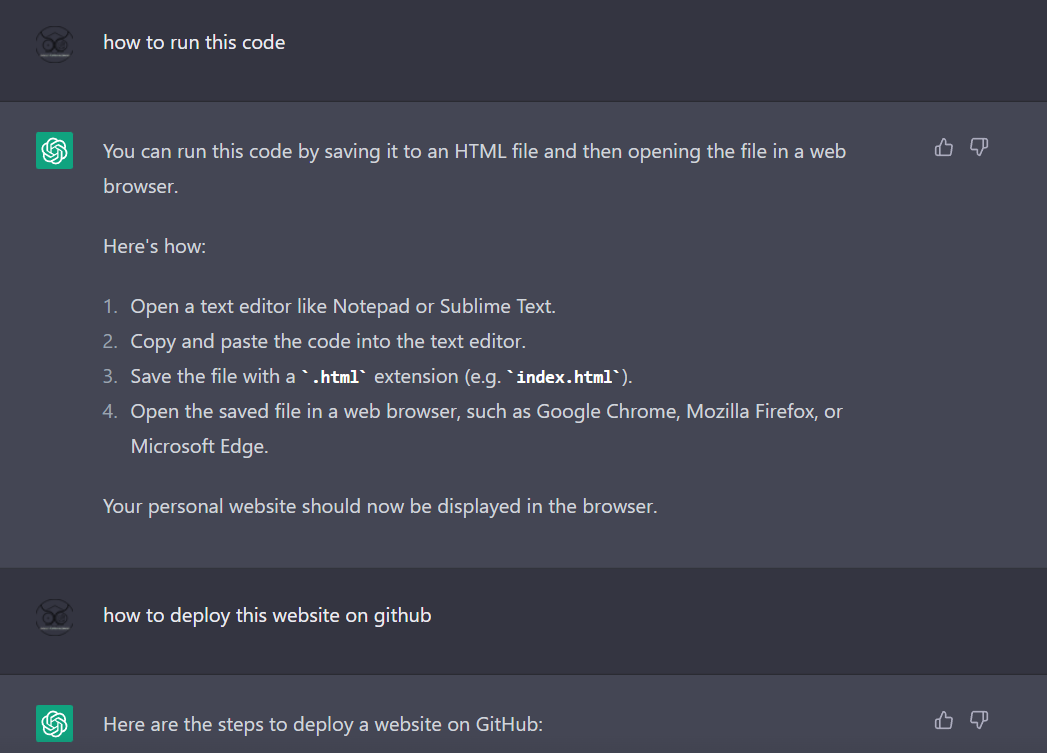 how to run this code
You can run this code by saving it to an HTML file and then opening the file in a web
browser.
Here's how:
1. Open a text editor like Notepad or Sublime Text.
2. Copy and paste the code into the text editor.
3. Save the file with a `.html` extension (e.g. `index.html`).
4. Open the saved file in a web browser, such as Google Chrome, Mozilla Firefox, or
Microsoft Edge.
Your personal website should now be displayed in the browser.
how to deploy this website on github
Here are the steps to deploy a website on GitHub: